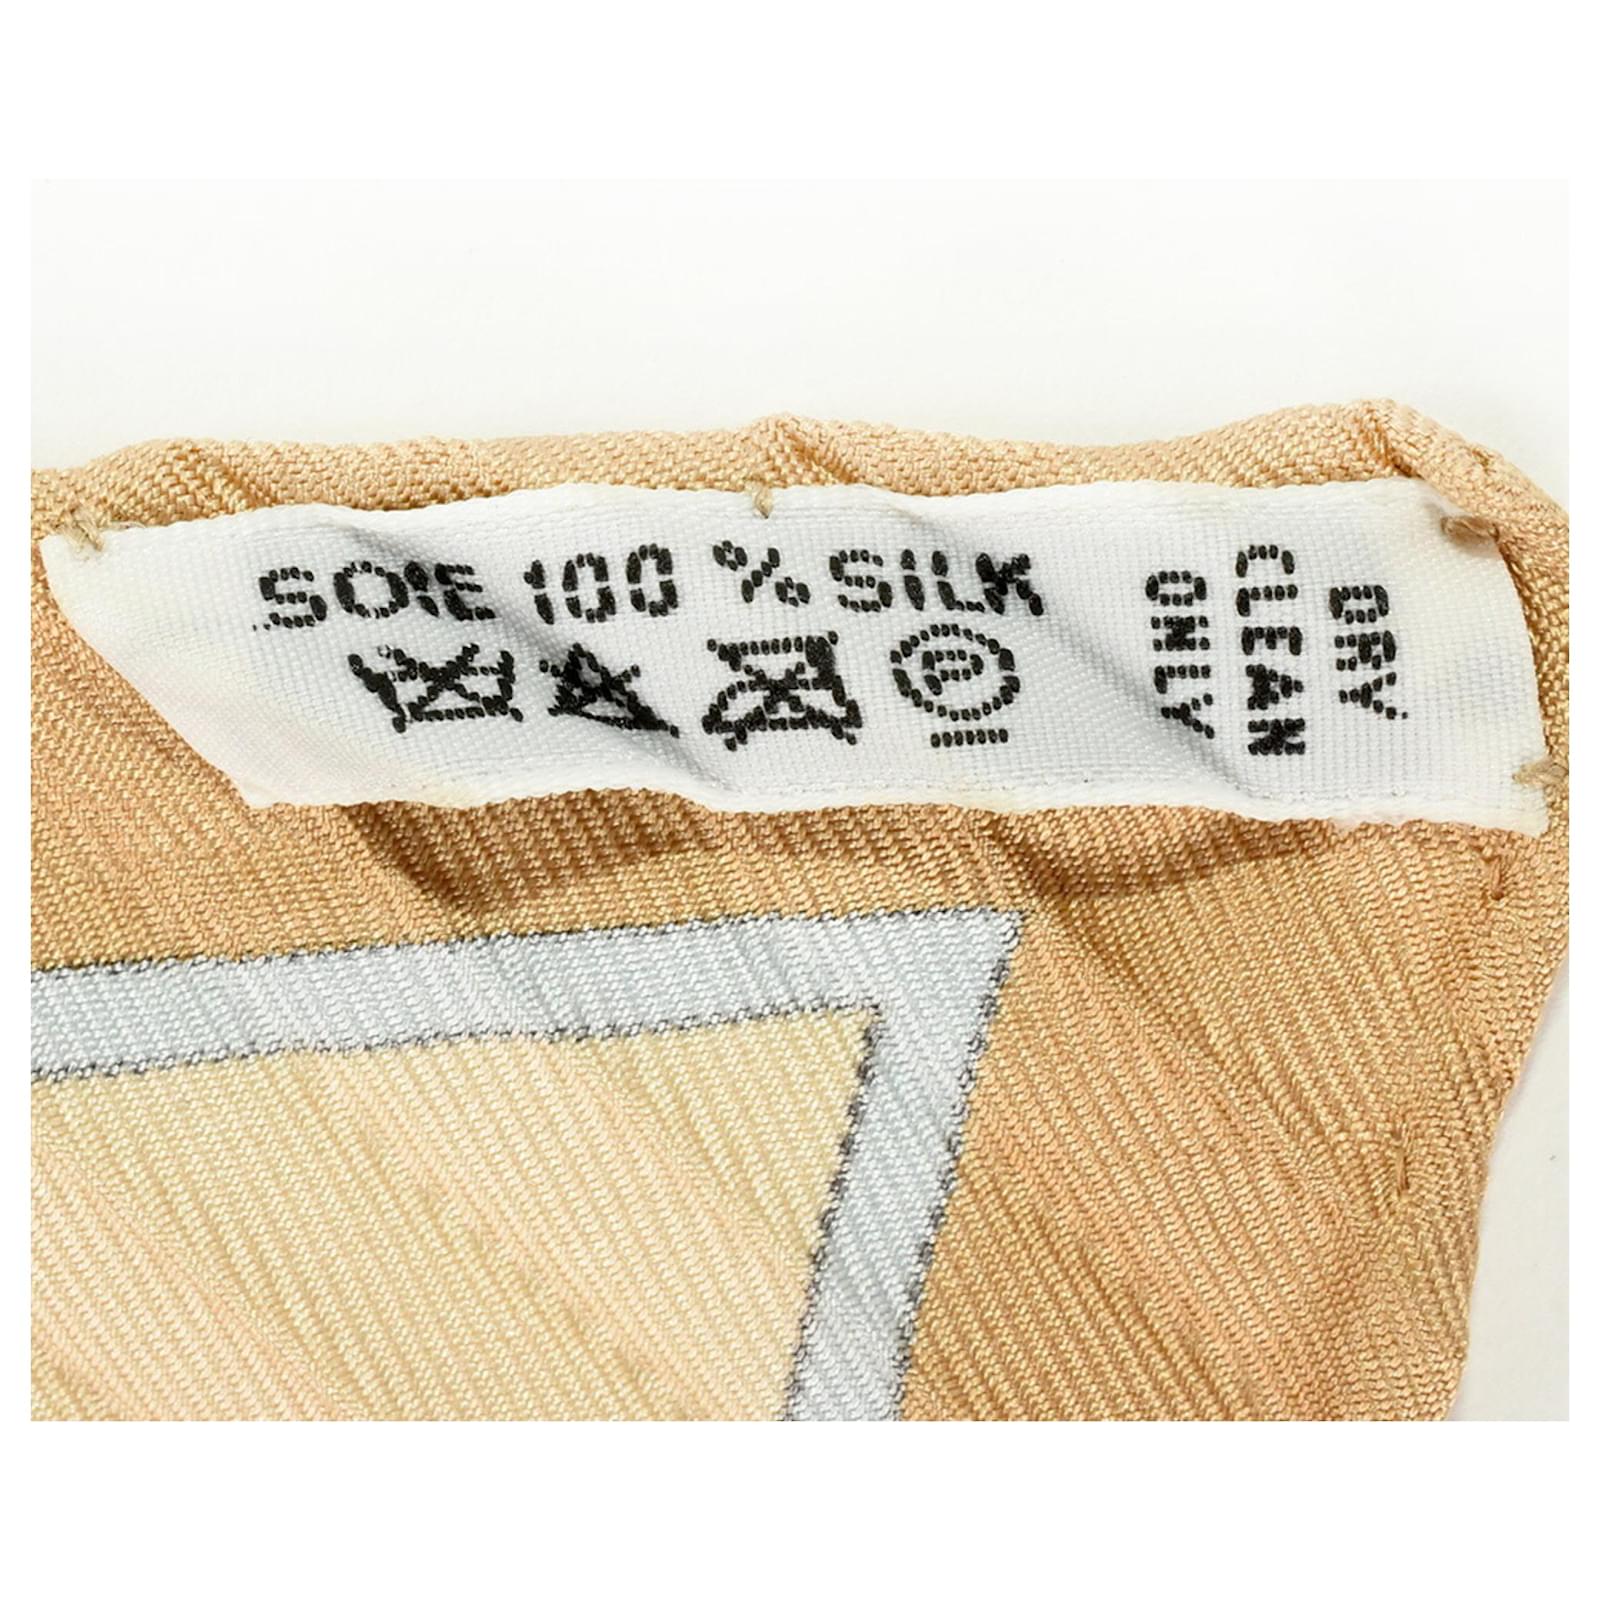 SOIE 100 % SILK
P
DRY
CLEAN
ONLY